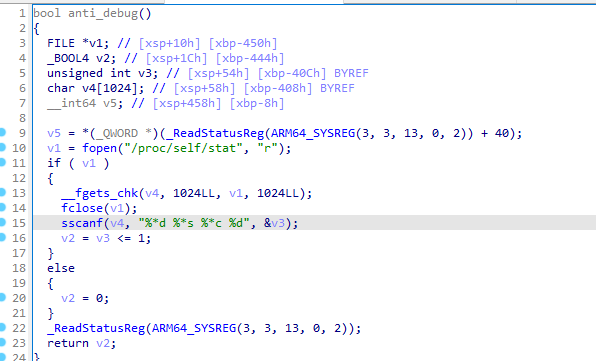 1 bool anti_debug()
2 {
3 FILE *v1; // [xsp+10h] [xbp-450h]
4 _BOOL4 v2; // [xsp+1Ch] [xbp-444h]
5 unsigned int v3; // [xsp+54h] [xbp-40Ch] BYREF
6 char v4[1024]; // [xsp+58h] [xbp-408h] BYREF
7 __int64 v5; // [xsp+458h] [xbp-8h]
8
9 v5 = *(_QWORD *)(_ReadStatusReg(ARM64_SYSREG(3, 3, 13, 0, 2)) + 40);
10 v1 = fopen("/proc/self/stat", "r");
11 if ( v1 )
12 {
13 __fgets_chk(v4, 1024LL, v1, 1024LL);
14 fclose(v1);
15 sscanf(v4, "%*d %*s %*c %d", &v3);
16 v2 = v3 <= 1;
17 }
18 else
19 {
20 v2 = 0;
21 }
22 _ReadStatusReg(ARM64_SYSREG(3, 3, 13, 0, 2));
23 return v2;
24 }